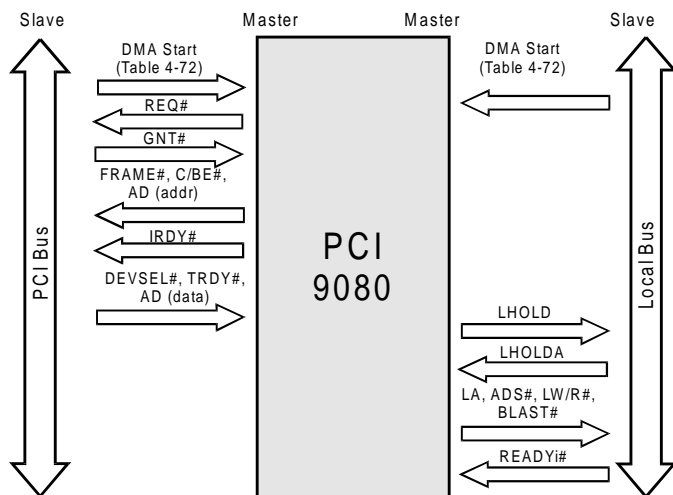 Slave
Master
Master
Slave
DMA Start
(Table 4-72)
REQ#
GNT#
FRAME#, C/BE#,
AD (addr)
IRDY#
DEVSEL#, TRDY#,
AD (data)
PCI Bus
PCI
9080
DMA Start
(Table 4-72)
LHOLD
LHOLDA
LA, ADS#, LW/R#,
BLAST#
READYi#
Local Bus